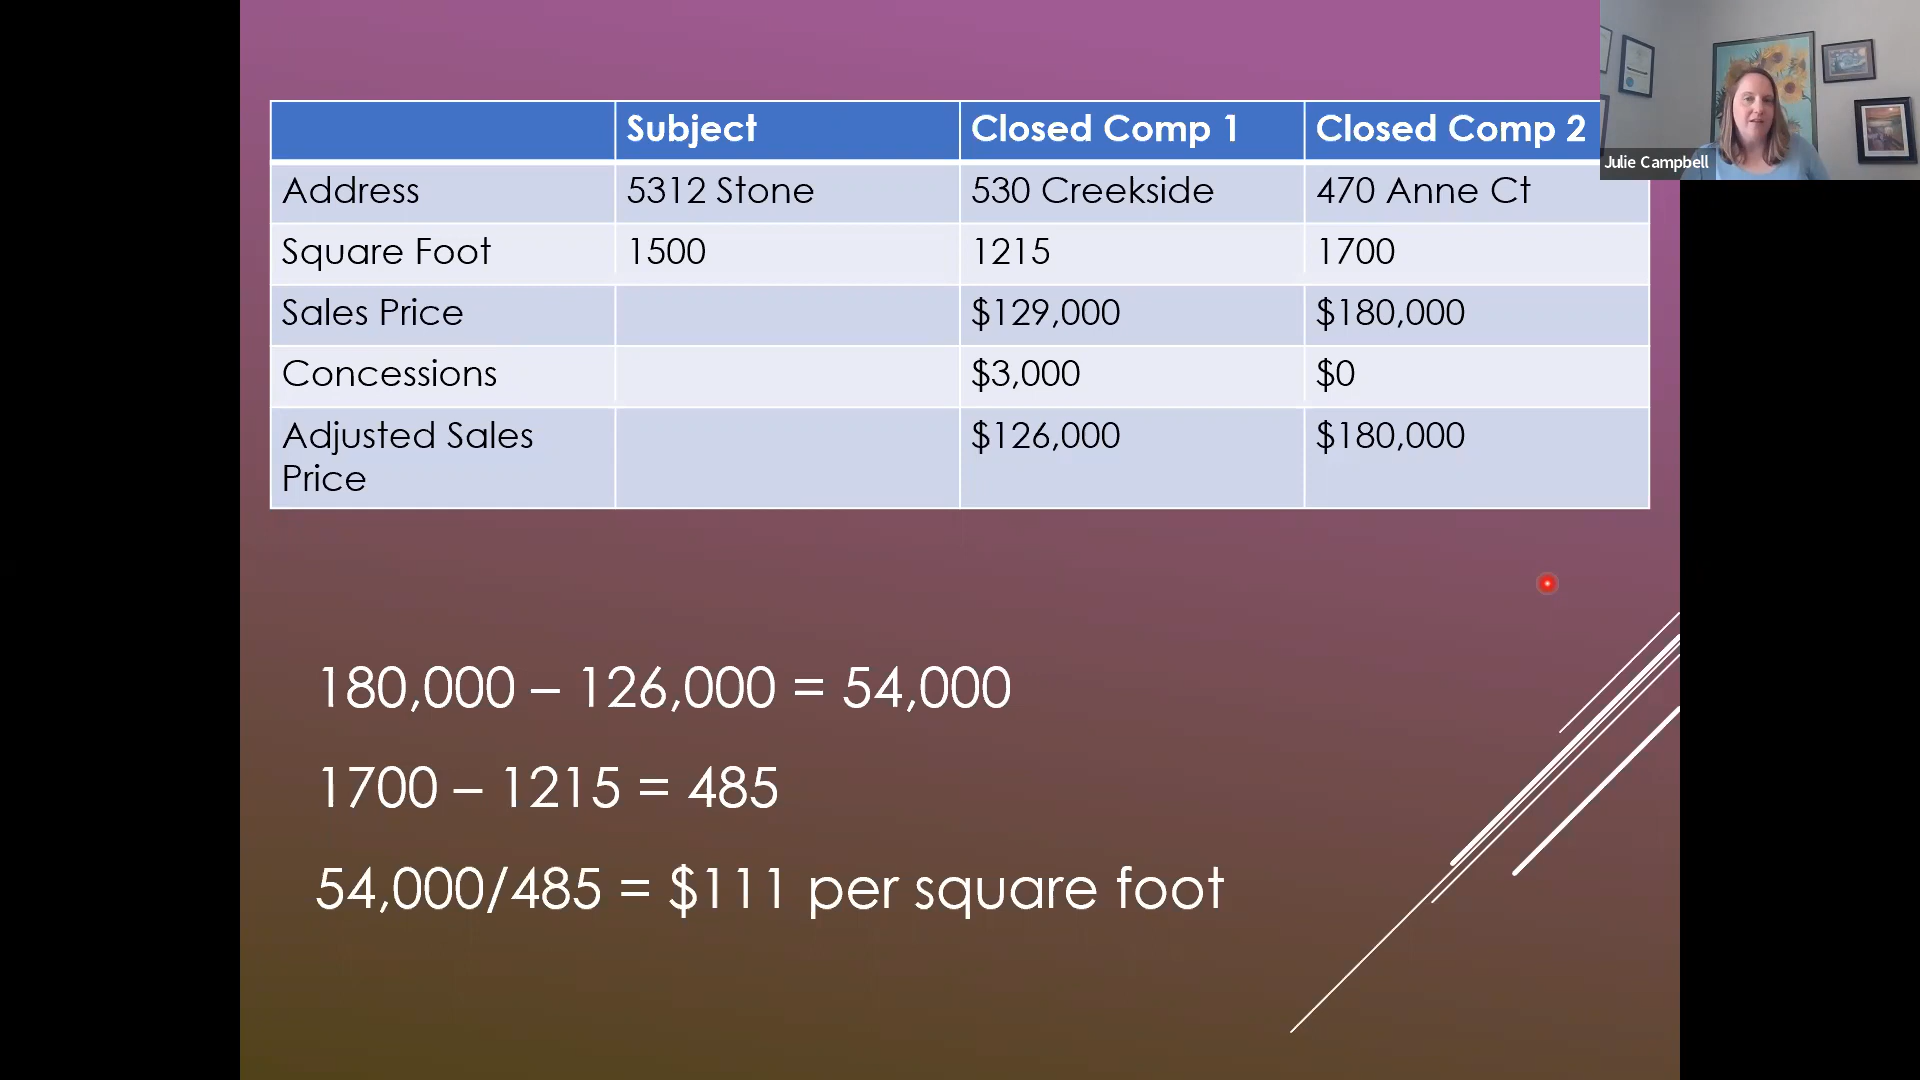 Subject Closed Comp 1 Closed Comp 2
Julie Campbell
Address 5312 Stone 530 Creekside 470 Anne Ct
Square Foot 1500 1215 1700
Sales Price $129,000 $180,000
Concessions $3,000 $0
Adjusted Sales $126,000 $180,000
Price
180,000 – 126,000 = 54,000
1700 – 1215 = 485
54,000/485 = $111 per square foot